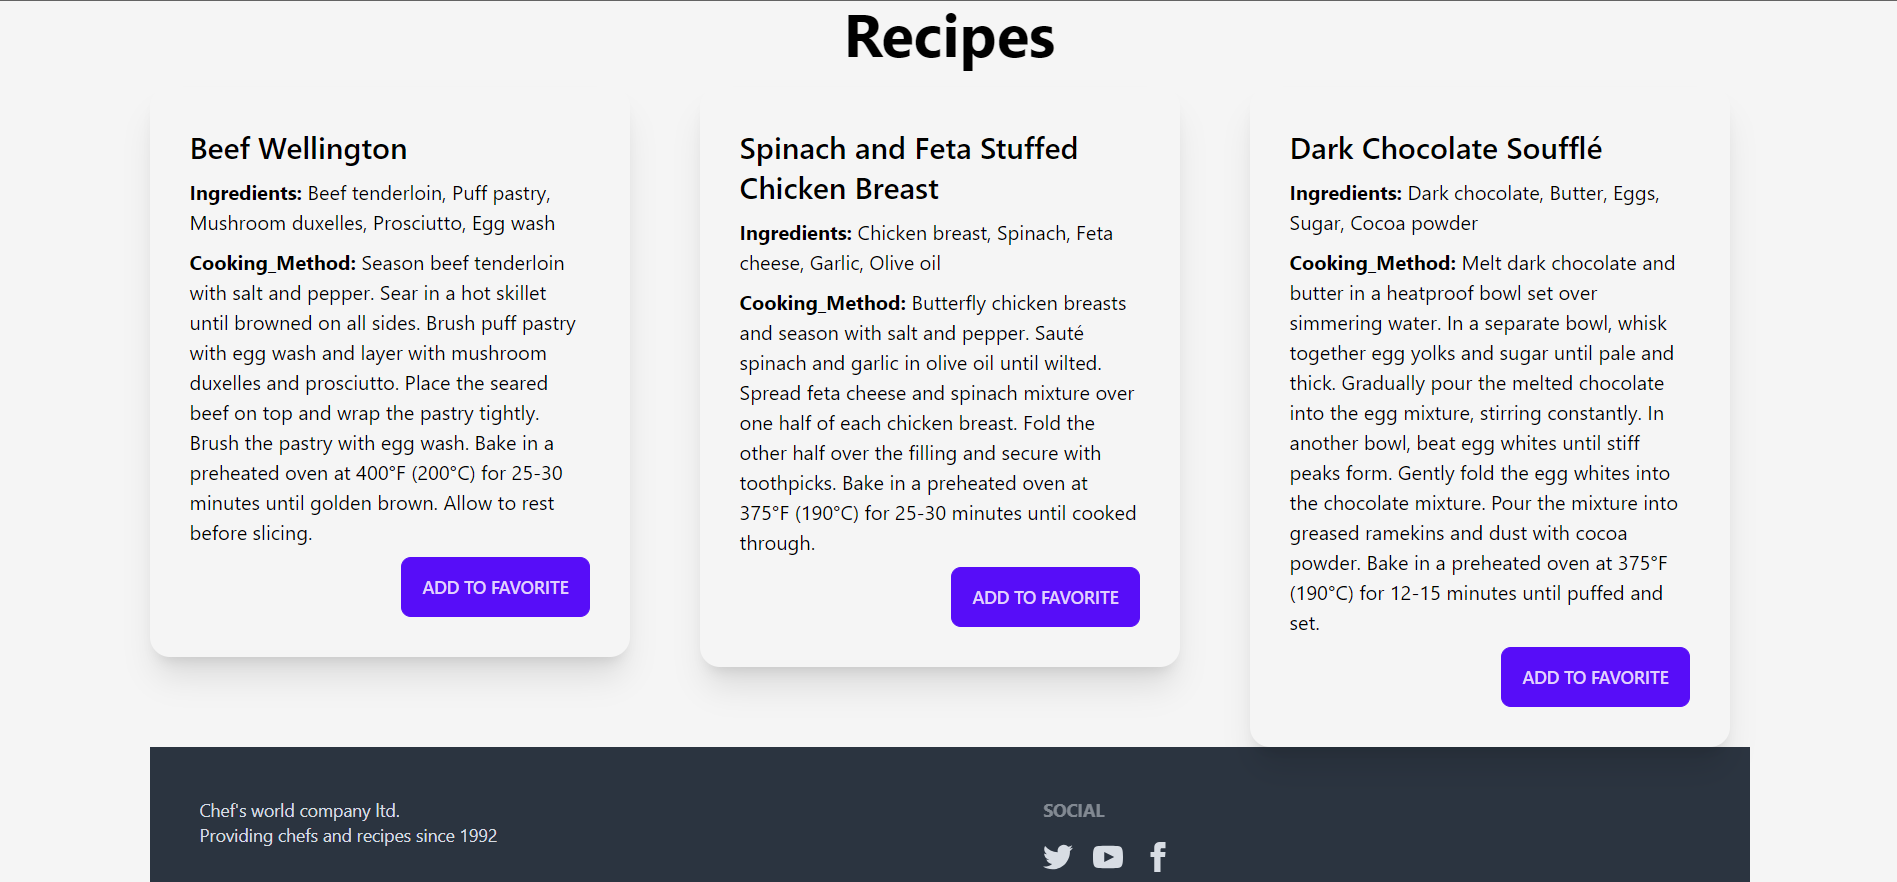 Recipes
Beef Wellington
Ingredients: Beef tenderloin, Puff pastry,
Mushroom duxelles, Prosciutto, Egg wash
Cooking_Method: Season beef tenderloin
with salt and pepper. Sear in a hot skillet
until browned on all sides. Brush puff pastry
with egg wash and layer with mushroom
duxelles and prosciutto. Place the seared
beef on top and wrap the pastry tightly.
Brush the pastry with egg wash. Bake in a
preheated oven at 400°F (200°C) for 25-30
minutes until golden brown. Allow to rest
before slicing.
ADD TO FAVORITE
Spinach and Feta Stuffed
Chicken Breast
Ingredients: Chicken breast, Spinach, Feta
cheese, Garlic, Olive oil
Cooking_Method: Butterfly chicken breasts
and season with salt and pepper. Sauté
spinach and garlic in olive oil until wilted.
Spread feta cheese and spinach mixture over
one half of each chicken breast. Fold the
other half over the filling and secure with
toothpicks. Bake in a preheated oven at
375°F (190°C) for 25-30 minutes until cooked
through.
ADD TO FAVORITE
Dark Chocolate Soufflé
Ingredients: Dark chocolate, Butter, Eggs,
Sugar, Cocoa powder
Cooking_Method: Melt dark chocolate and
butter in a heatproof bowl set over
simmering water. In a separate bowl, whisk
together egg yolks and sugar until pale and
thick. Gradually pour the melted chocolate
into the egg mixture, stirring constantly. In
another bowl, beat egg whites until stiff
peaks form. Gently fold the egg whites into
the chocolate mixture. Pour the mixture into
greased ramekins and dust with cocoa
powder. Bake in a preheated oven at 375°F
(190°C) for 12-15 minutes until puffed and
set.
ADD TO FAVORITE
Chef's world company ltd.
Providing chefs and recipes since 1992
SOCIAL